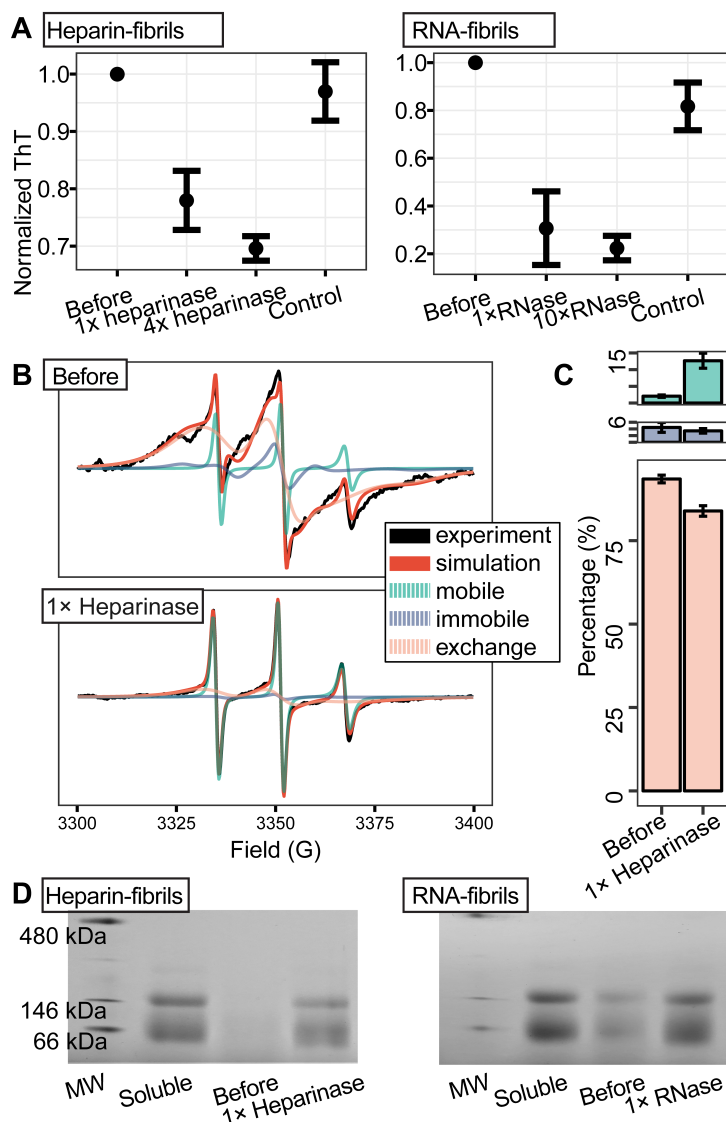 A
Heparin-fibrils
RNA-fibrils
Normalized ThT
1.0
0.9
0.8
0.7
Before
1x heparinase
4x heparinase
Control
1.0
0.8
0.6
0.4
0.2
Before
1×RNase
10×RNase
Control
B
Before
experiment
simulation
mobile
immobile
exchange
1× Heparinase
3300
3325
3350
3375
3400
Field (G)
C
15
6
Percentage (%)
75
50
25
0
Before
1× Heparinase
D
Heparin-fibrils
RNA-fibrils
480 kDa
146 kDa
66 kDa
MW
Soluble
Before
1× Heparinase
MW
Soluble
Before
1× RNase